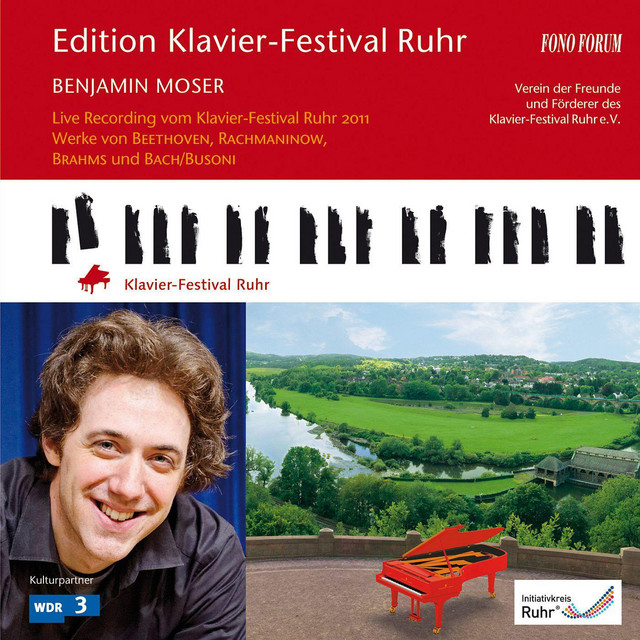 Edition Klavier-Festival Ruhr
FONO FORUM
BENJAMIN MOSER
Live Recording vom Klavier-Festival Ruhr 2011
Werke von BEETHOVEN, RACHMANINOW,
BRAHMS und BACH/BUSONI
Verein der Freunde
und Förderer des
Klavier-Festival Ruhr e.V.
Klavier-Festival Ruhr
Kulturpartner
WDR 3
Initiativkreis
Ruhr®